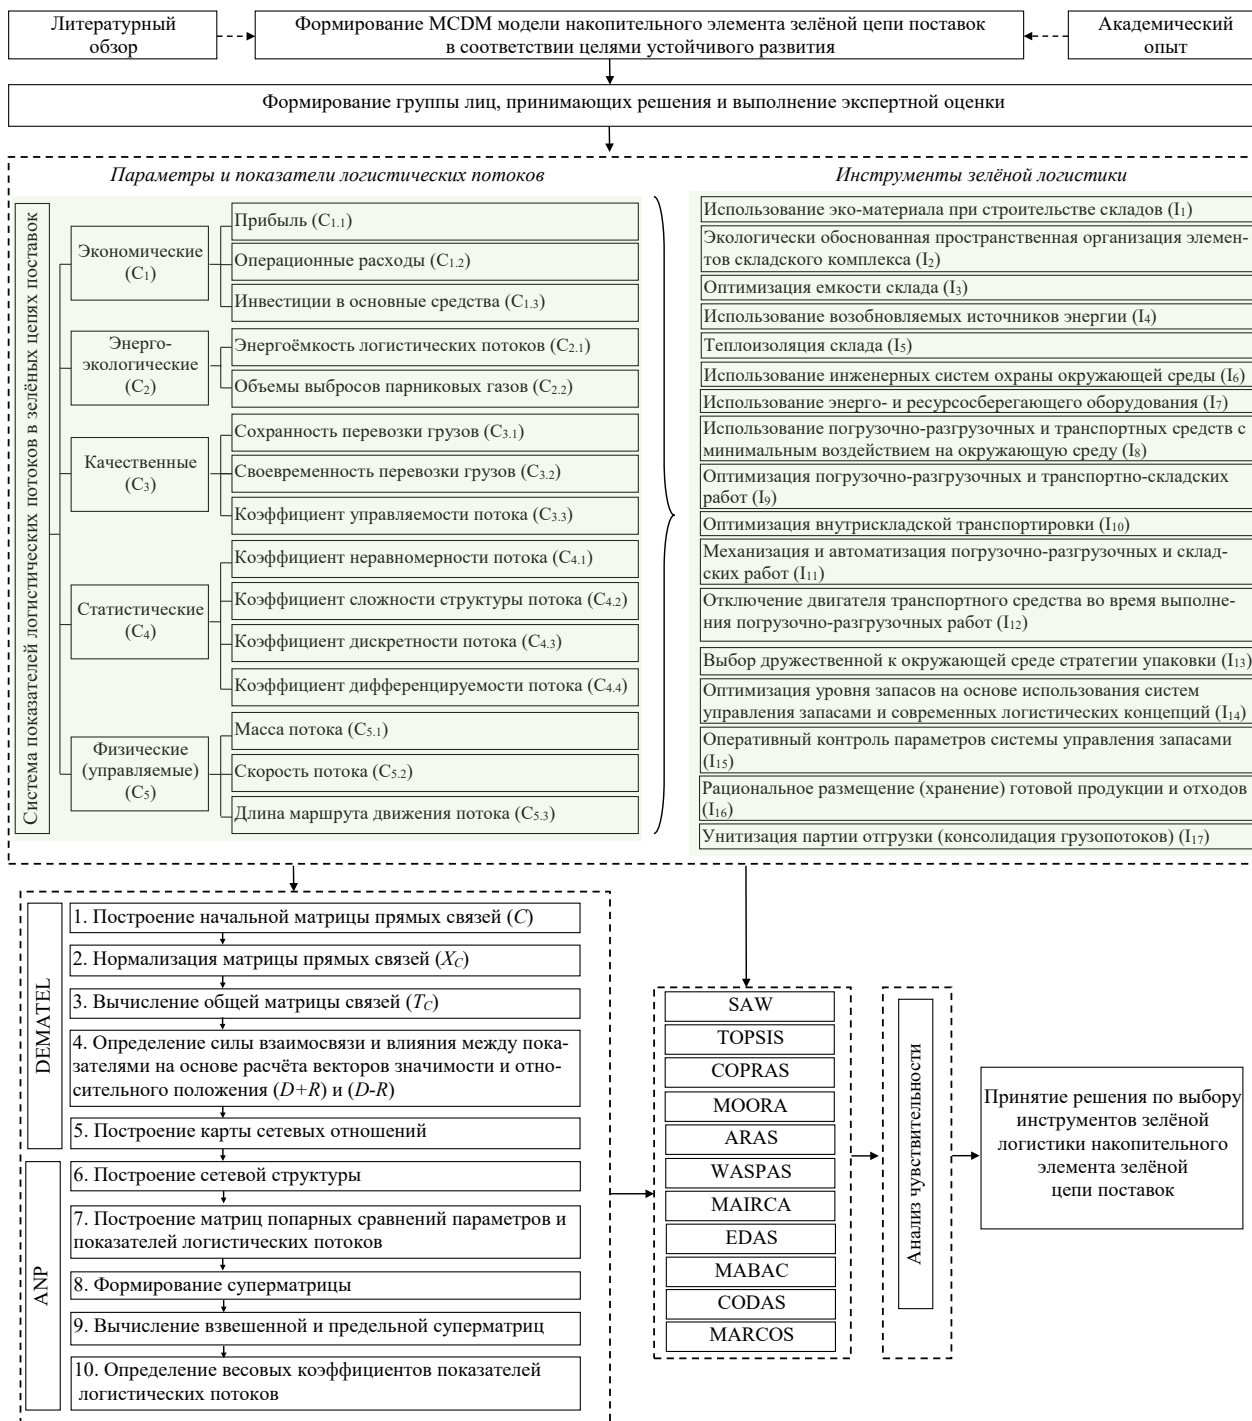 Литературный
обзор
Формирование MCDM модели накопительного элемента зелёной цепи поставок
в соответствии целями устойчивого развития
Академический
опыт
Формирование группы лиц, принимающих решения и выполнение экспертной оценки
Параметры и показатели логистических потоков
Система показателей логистических потоков в зелёных цепях поставок
Экономические
(C1)
Прибыль (C1.1)
Операционные расходы (C1.2)
Инвестиции в основные средства (C1.3)
Энерго-
экологические
(C2)
Энергоёмкость логистических потоков (C2.1)
Объемы выбросов парниковых газов (C2.2)
Качественные
(C3)
Сохранность перевозки грузов (C3.1)
Своевременность перевозки грузов (C3.2)
Коэффициент управляемости потока (C3.3)
Статистические
(C4)
Коэффициент неравномерности потока (C4.1)
Коэффициент сложности структуры потока (C4.2)
Коэффициент дискретности потока (C4.3)
Коэффициент дифференцируемости потока (C4.4)
Физические
(управляемые)
(C5)
Масса потока (C5.1)
Скорость потока (C5.2)
Длина маршрута движения потока (C5.3)
Инструменты зелёной логистики
Использование эко-материала при строительстве складов (I1)
Экологически обоснованная пространственная организация элемен-
тов складского комплекса (I2)
Оптимизация емкости склада (I3)
Использование возобновляемых источников энергии (I4)
Теплоизоляция склада (I5)
Использование инженерных систем охраны окружающей среды (I6)
Использование энерго- и ресурсосберегающего оборудования (I7)
Использование погрузочно-разгрузочных и транспортных средств с
минимальным воздействием на окружающую среду (I8)
Оптимизация погрузочно-разгрузочных и транспортно-складских
работ (I9)
Оптимизация внутрискладской транспортировки (I10)
Механизация и автоматизация погрузочно-разгрузочных и склад-
ских работ (I11)
Отключение двигателя транспортного средства во время выполне-
ния погрузочно-разгрузочных работ (I12)
Выбор дружественной к окружающей среде стратегии упаковки (I13)
Оптимизация уровня запасов на основе использования систем
управления запасами и современных логистических концепций (I14)
Оперативный контроль параметров системы управления запасами
(I15)
Рациональное размещение (хранение) готовой продукции и отходов
(I16)
Унитизация партии отгрузки (консолидация грузопотоков) (I17)
DEMATEL
1. Построение начальной матрицы прямых связей (C)
2. Нормализация матрицы прямых связей (XC)
3. Вычисление общей матрицы связей (TC)
4. Определение силы взаимосвязи и влияния между пока-
зателями на основе расчёта векторов значимости и отно-
сительного положения (D+R) и (D-R)
5. Построение карты сетевых отношений
ANP
6. Построение сетевой структуры
7. Построение матриц попарных сравнений параметров и
показателей логистических потоков
8. Формирование суперматрицы
9. Вычисление взвешенной и предельной суперматриц
10. Определение весовых коэффициентов показателей
логистических потоков
SAW
TOPSIS
COPRAS
MOORA
ARAS
WASPAS
MAIRCA
EDAS
MABAC
CODAS
MARCOS
Анализ чувствительности
Принятие решения по выбору
инструментов зелёной
логистики накопительного
элемента зелёной
цепи поставок